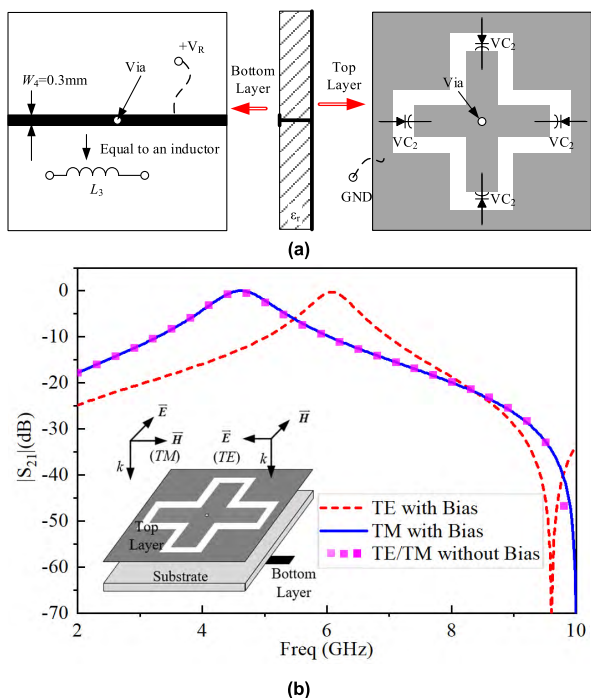 W₄=0.3mm
Via
+V_R
Equal to an inductor
L₃
Bottom
Layer
Top
Layer
εᵣ
VC₂
Via
VC₂
VC₂
GND
VC₂
(a)
|S₂₁|(dB)
0
-10
-20
-30
-40
-50
-60
-70
E̅
H̅
(TM)
k
E̅
H̅
(TE)
k
Top
Layer
Substrate
Bottom
Layer
TE with Bias
TM with Bias
TE/TM without Bias
2
4
6
8
10
Freq (GHz)
(b)